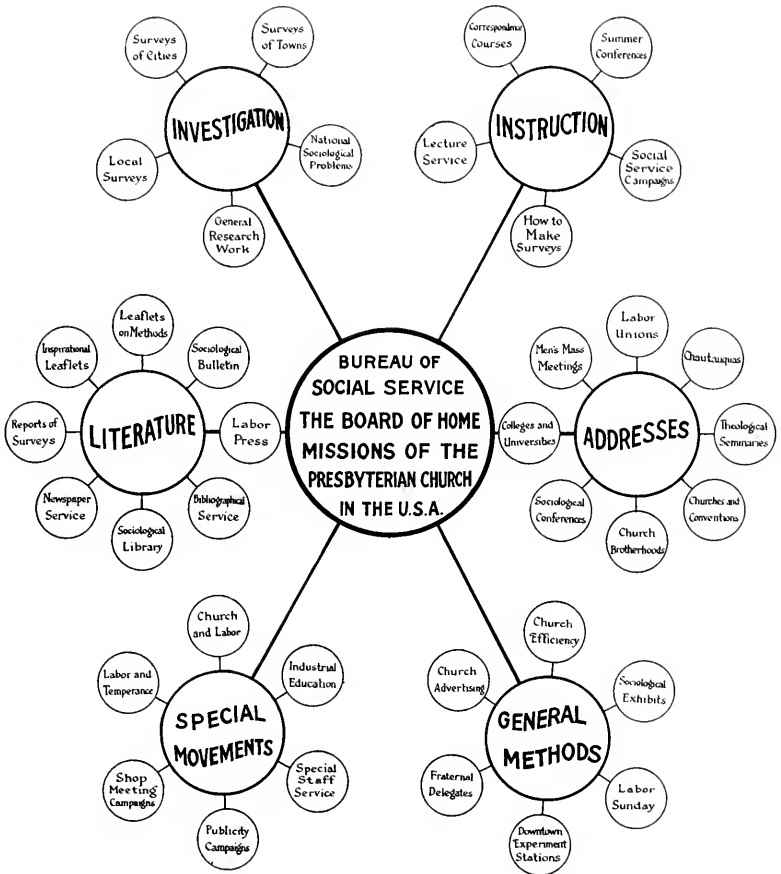 Surveys
of Cities
Surveys
of Towns
INVESTIGATION
Local
Surveys
National
Sociological
Problems
General
Research
Work
Correspondence
Courses
Summer
Conferences
INSTRUCTION
Lecture
Service
Social
Service
Campaigns
How to
Make
Surveys
BUREAU OF
SOCIAL SERVICE
THE BOARD OF HOME
MISSIONS OF THE
PRESBYTERIAN CHURCH
IN THE U.S.A.
Leaflets
on Methods
Inspirational
Leaflets
Sociological
Bulletin
Reports of
Surveys
LITERATURE
Labor
Press
Newspaper
Service
Bibliographical
Service
Sociological
Library
Labor
Unions
Men's Mass
Meetings
Chautauquas
Colleges and
Universities
ADDRESSES
Theological
Seminaries
Sociological
Conferences
Churches and
Conventions
Church
Brotherhoods
Church
and Labor
Labor and
Temperance
Industrial
Education
SPECIAL
MOVEMENTS
Shop
Meeting
Campaigns
Special
Staff
Service
Publicity
Campaigns
Church
Efficiency
Church
Advertising
Sociological
Exhibits
GENERAL
METHODS
Fraternal
Delegates
Labor
Sunday
Downtown
Experiment
Stations